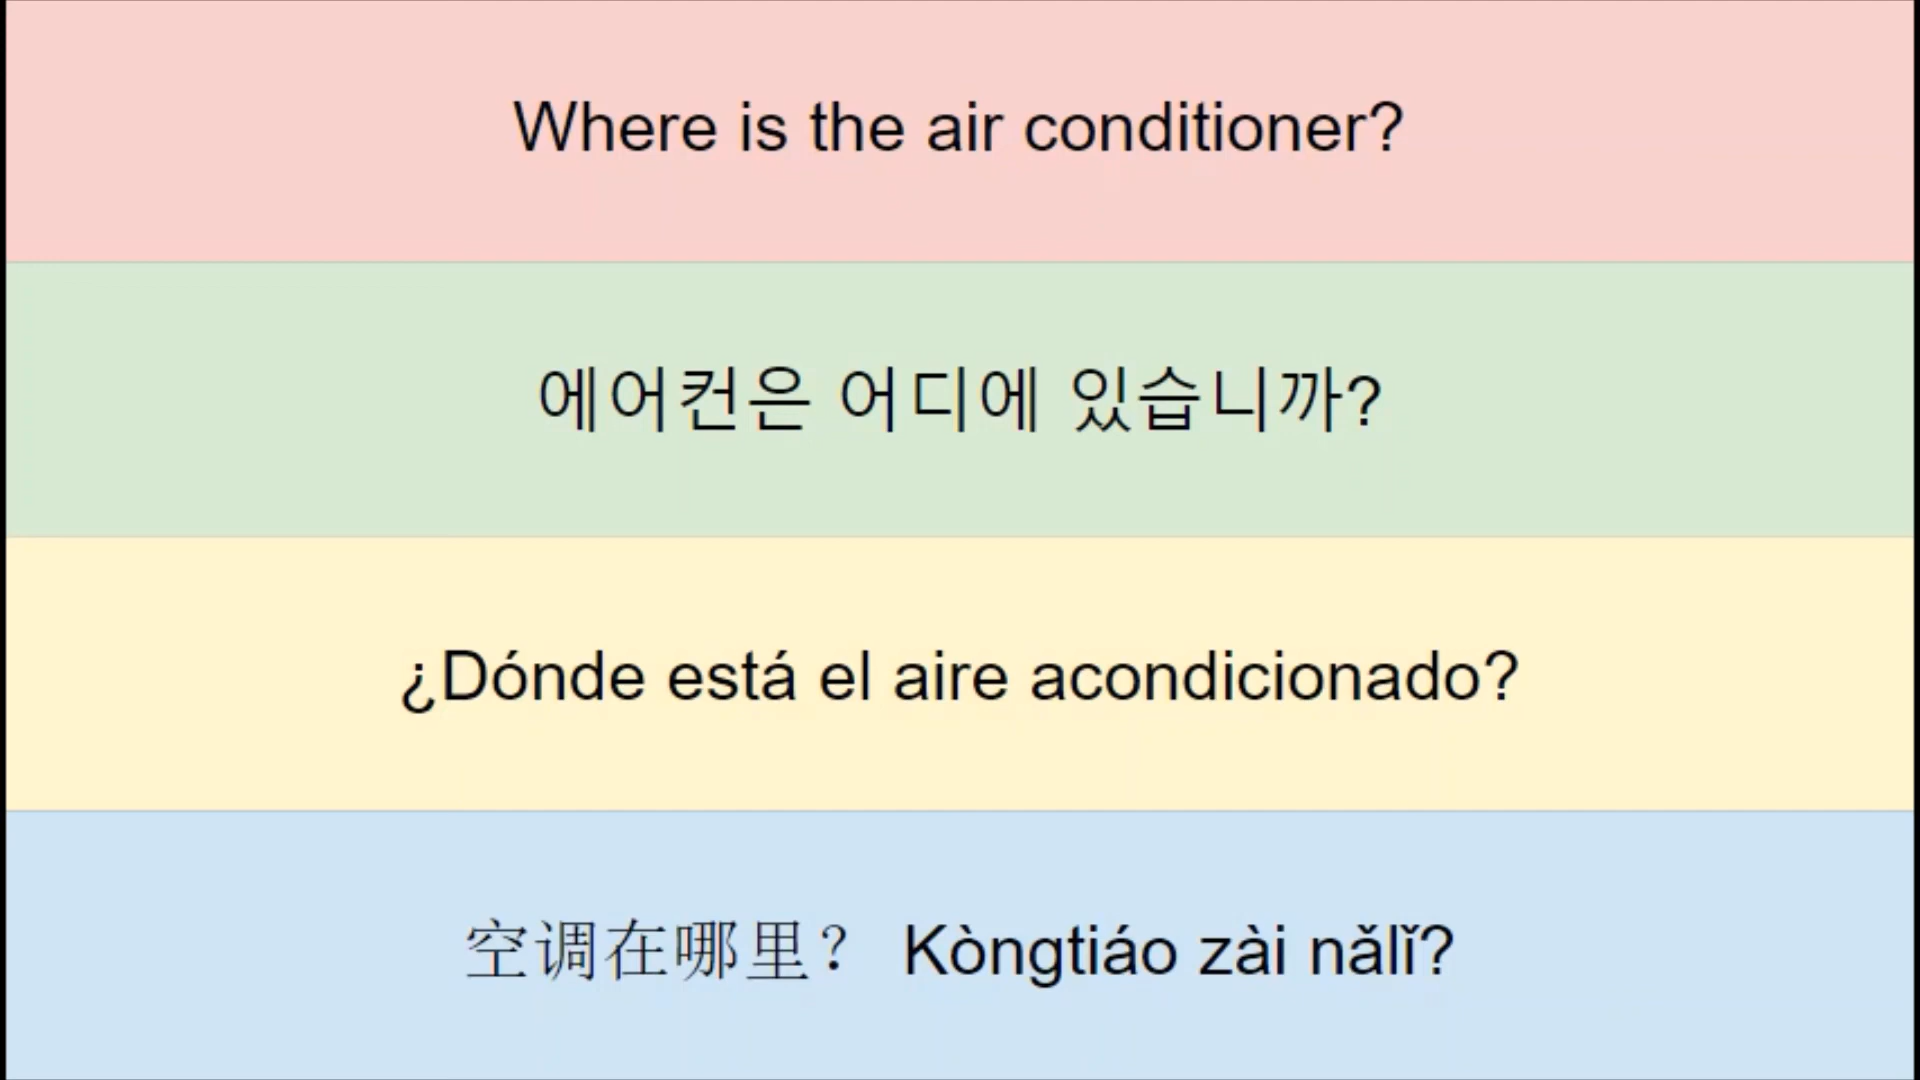 Where is the air conditioner?
에어컨은 어디에 있습니까?
¿Dónde está el aire acondicionado?
空调在哪里？ Kòngtiáo zài nǎlǐ?